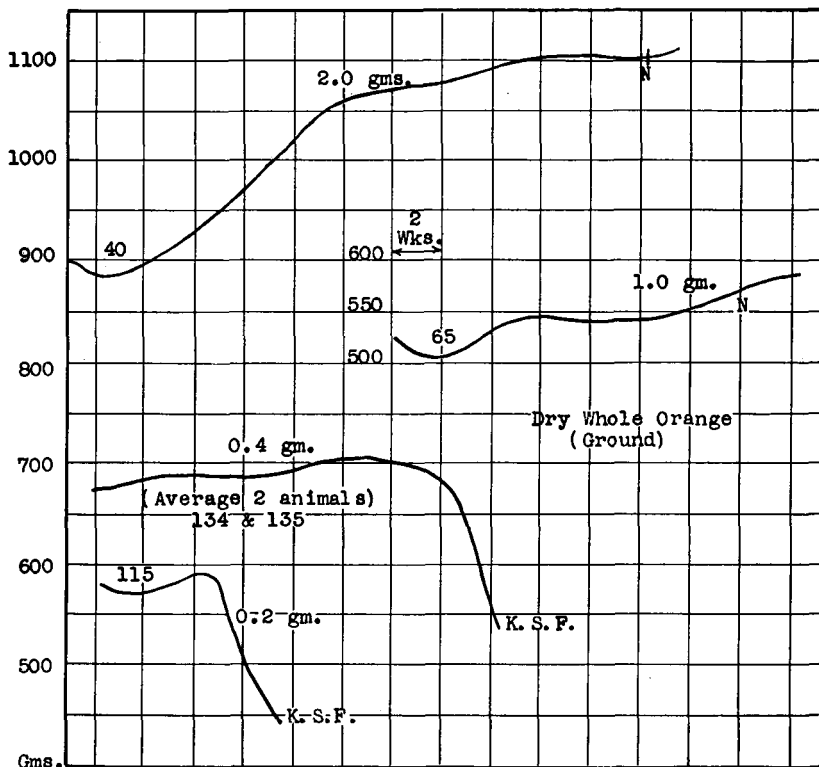 1100
2.0 gms.
N
1000
2
Wks.
900
40
600
1.0 gm.
550
N
65
800
500
Dry Whole Orange
(Ground)
0.4 gm.
700
(Average 2 animals)
134 & 135
600
115
0.2 gm.
K.S.F.
500
K.S.F.
Gms.